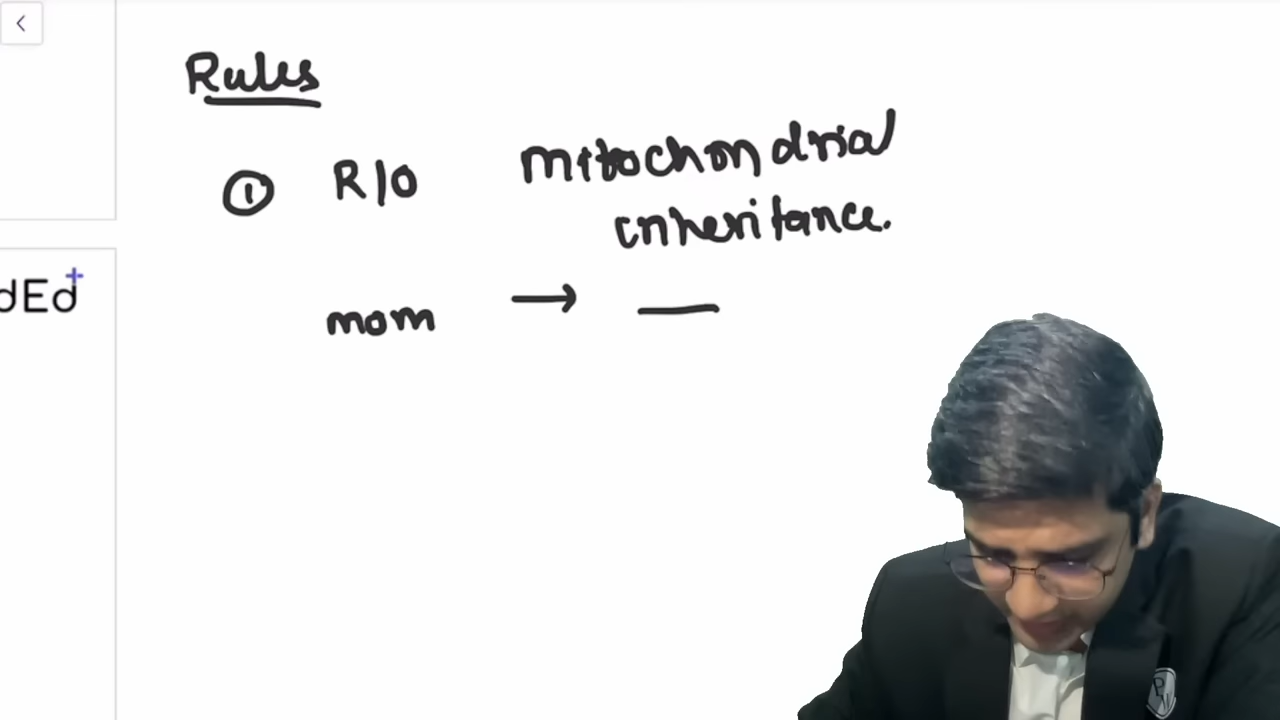 Rules
① R/o mitochondrial
inheritance.
mom → —
dEd+